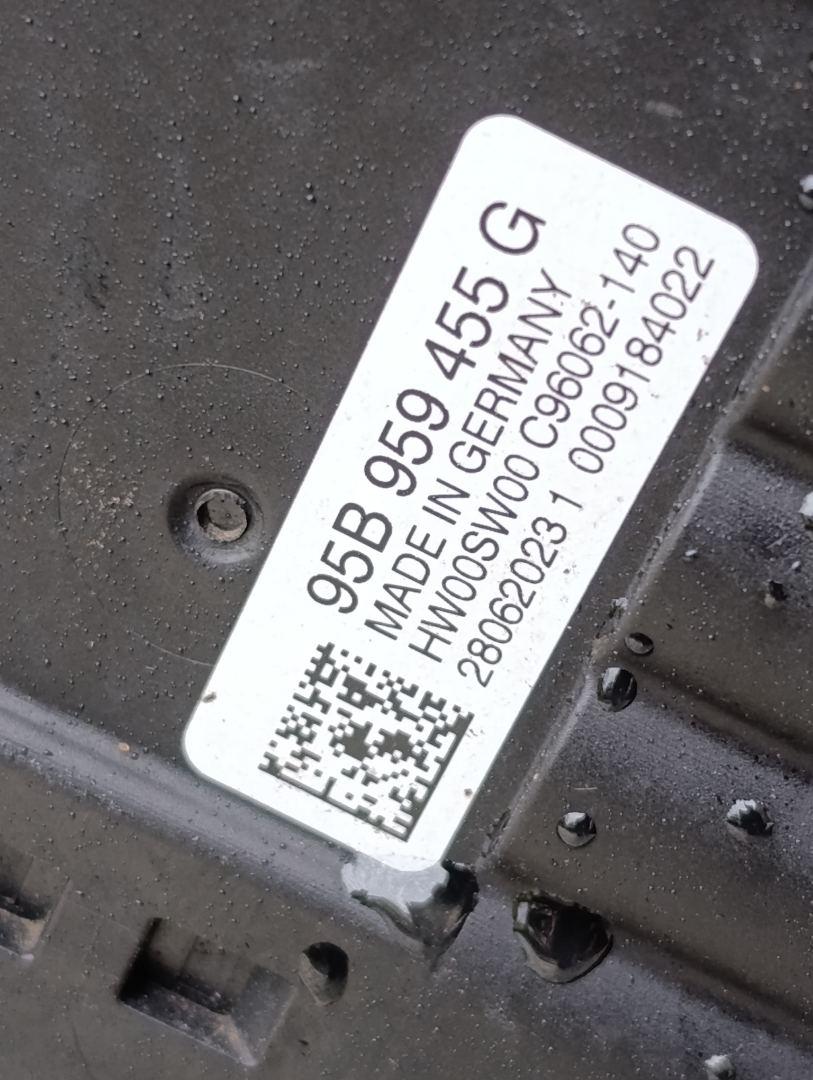 95B 959 455 G
MADE IN GERMANY
HW00SW00 C96062-140
28062023 1 0009184022